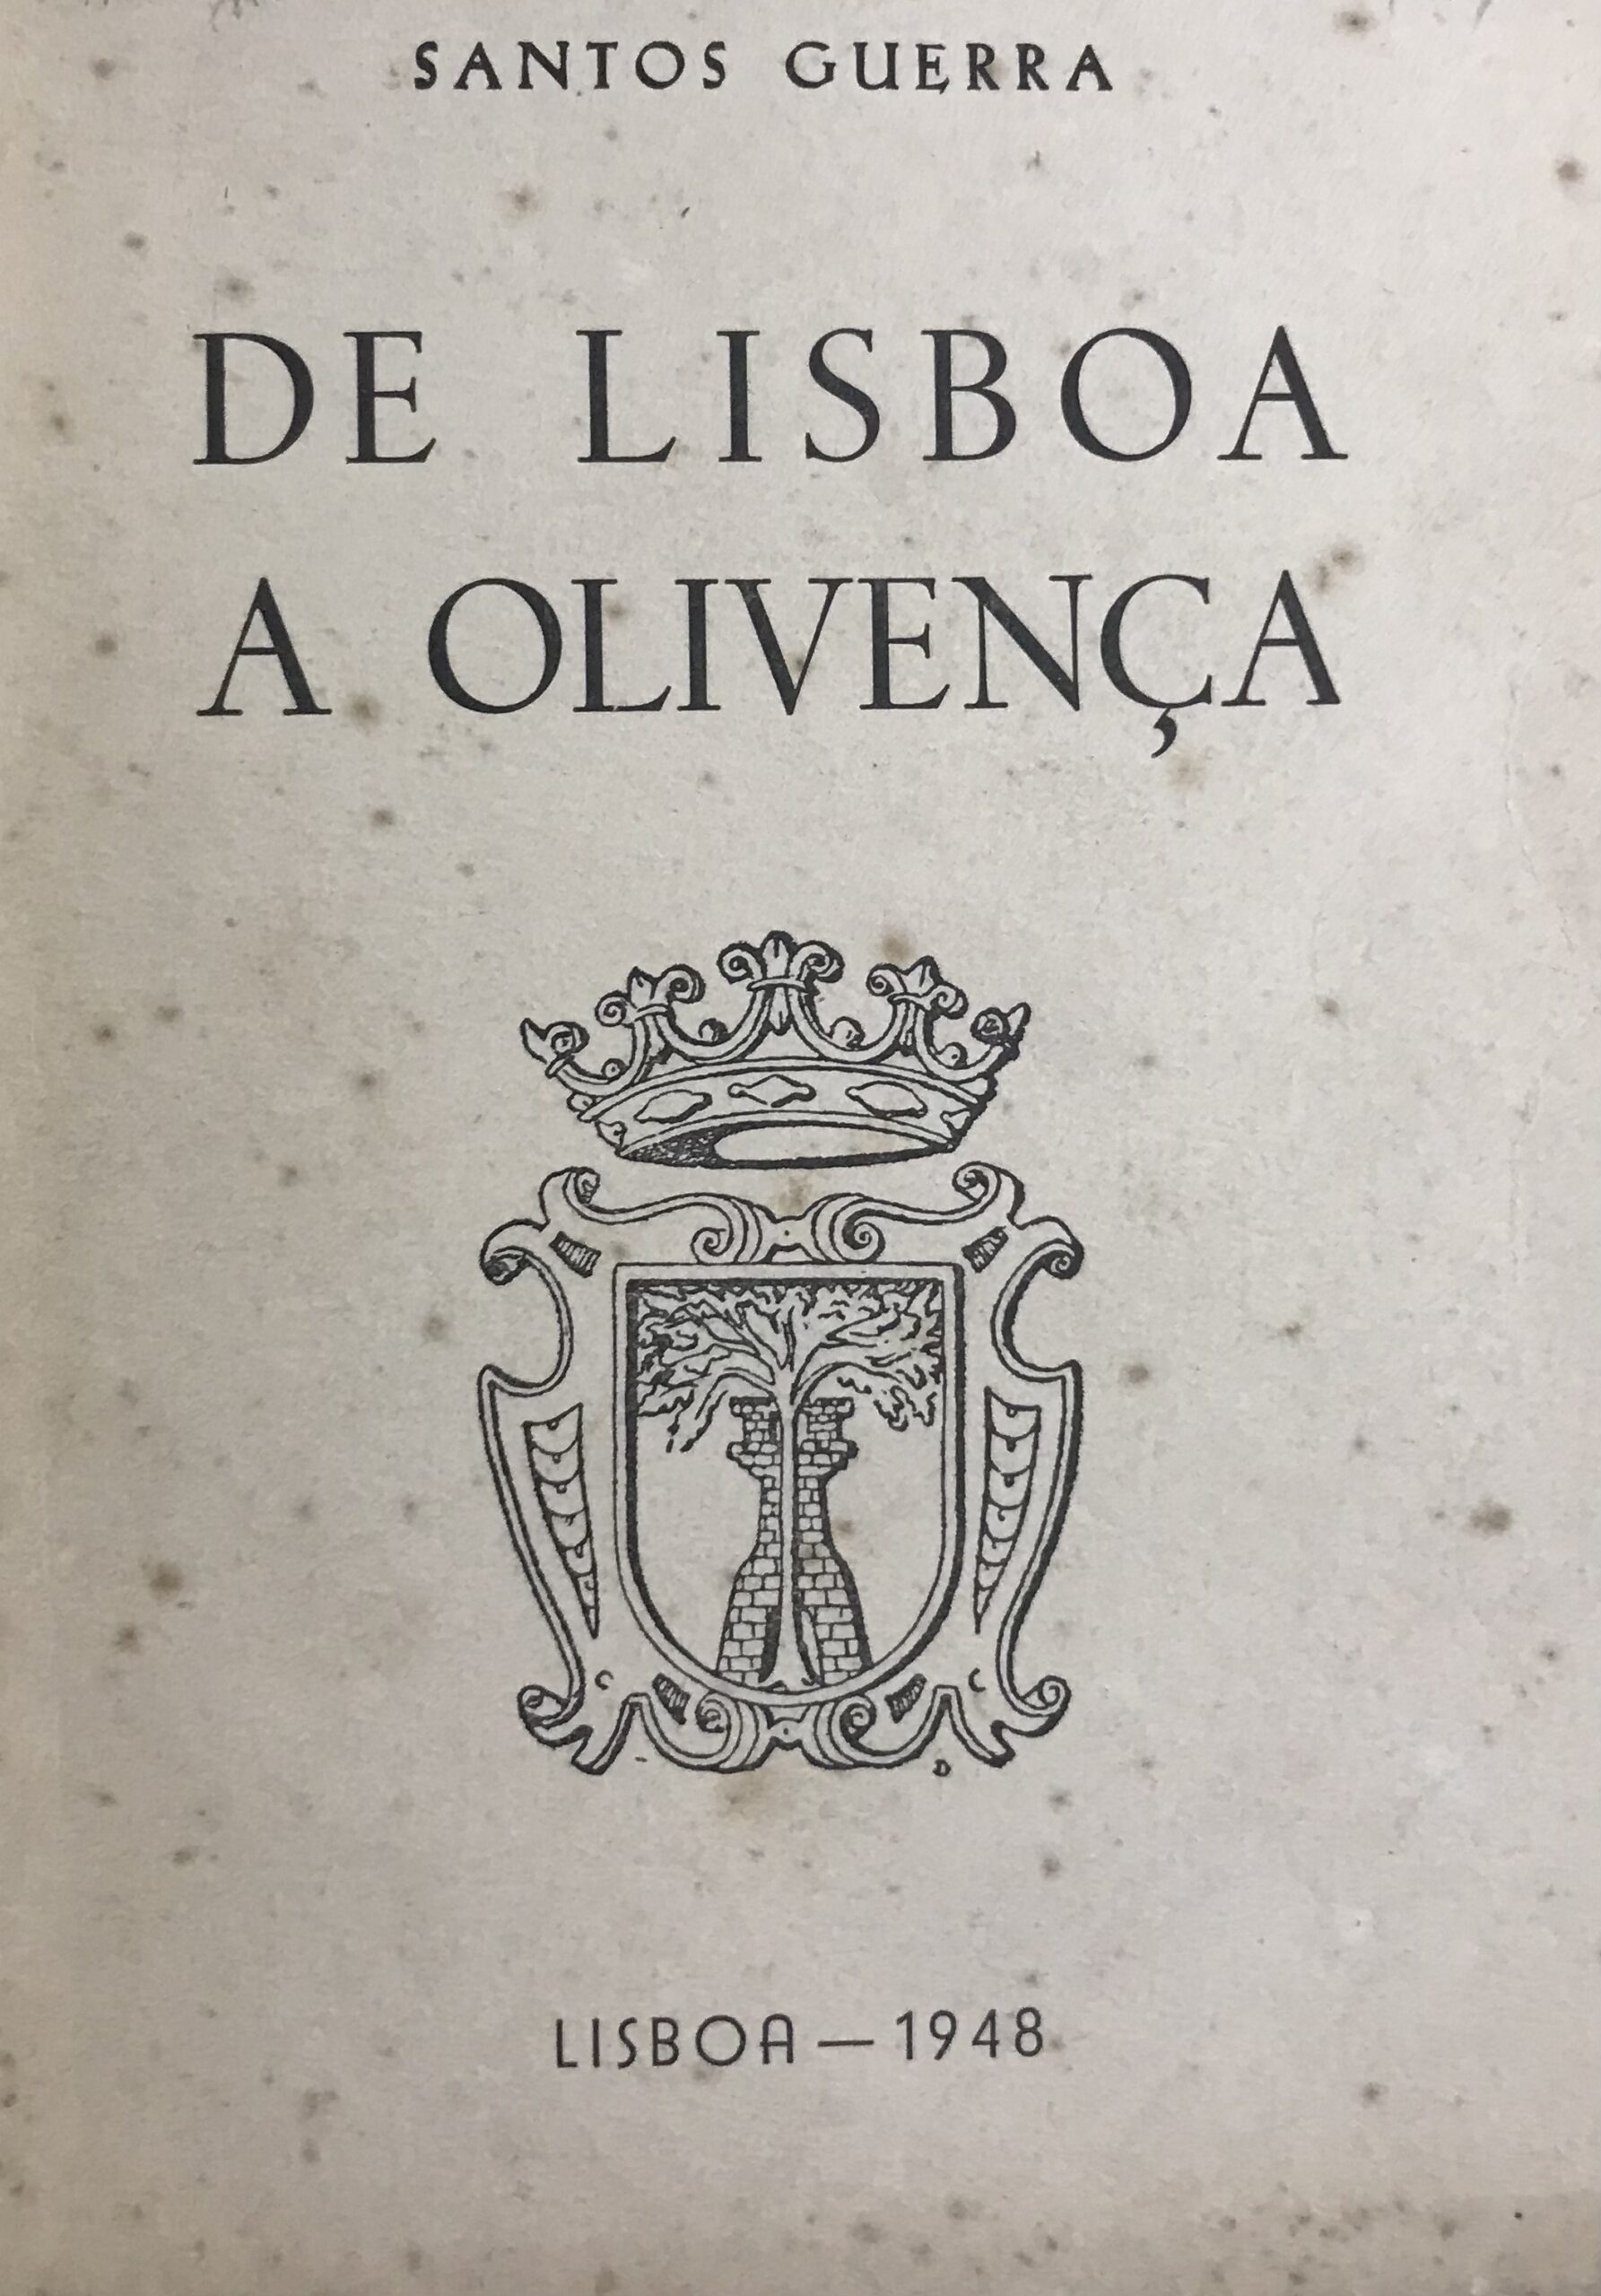 SANTOS GUERRA
DE LISBOA
A OLIVENÇA
LISBOA — 1948